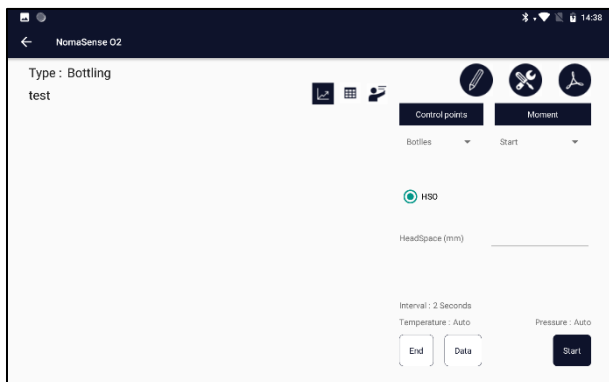 14:38
NomaSense O2
Type : Bottling
test
Control points
Moment
Botlles
Start
HSO
HeadSpace (mm)
Interval : 2 Seconds
Temperature : Auto
Pressure : Auto
End
Data
Start